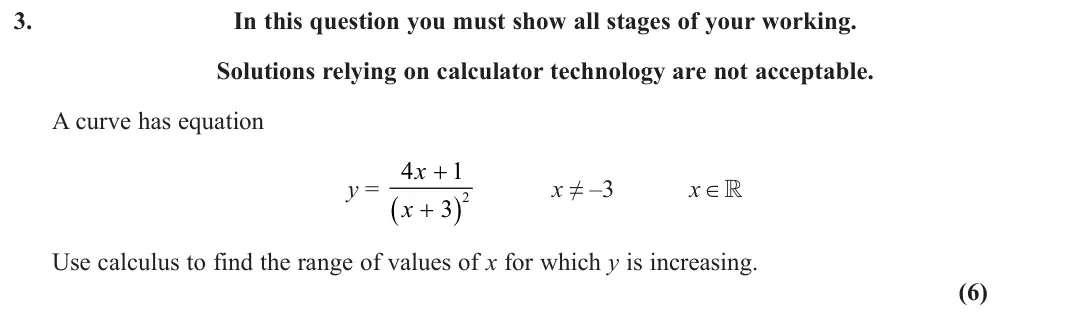 3. In this question you must show all stages of your working.
Solutions relying on calculator technology are not acceptable.
A curve has equation
y = \frac{4x + 1}{(x + 3)^2} x ≠ –3 x ∈ ℝ
Use calculus to find the range of values of x for which y is increasing.
(6)